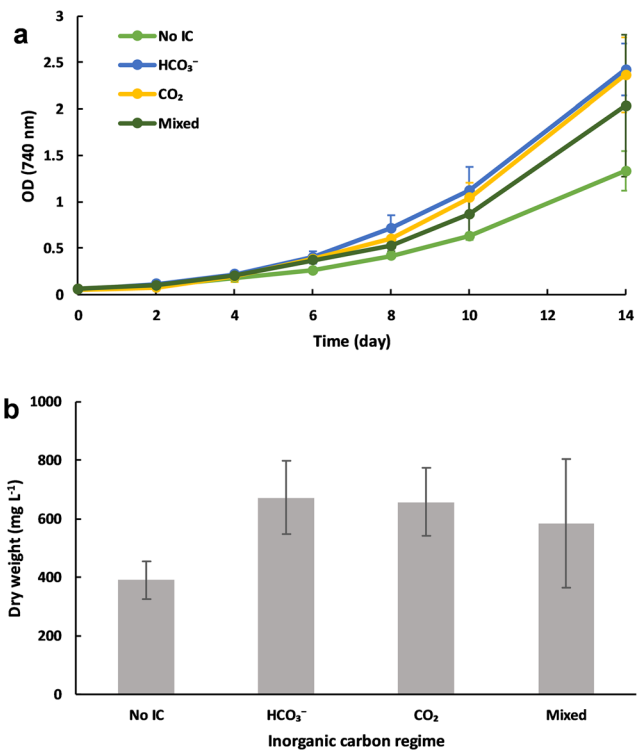 a
3
2.5
2
1.5
1
0.5
0
OD (740 nm)
No IC
HCO₃⁻
CO₂
Mixed
0 2 4 6 8 10 12 14
Time (day)
b
1000
800
600
400
200
0
Dry weight (mg L⁻¹)
No IC HCO₃⁻ CO₂ Mixed
Inorganic carbon regime